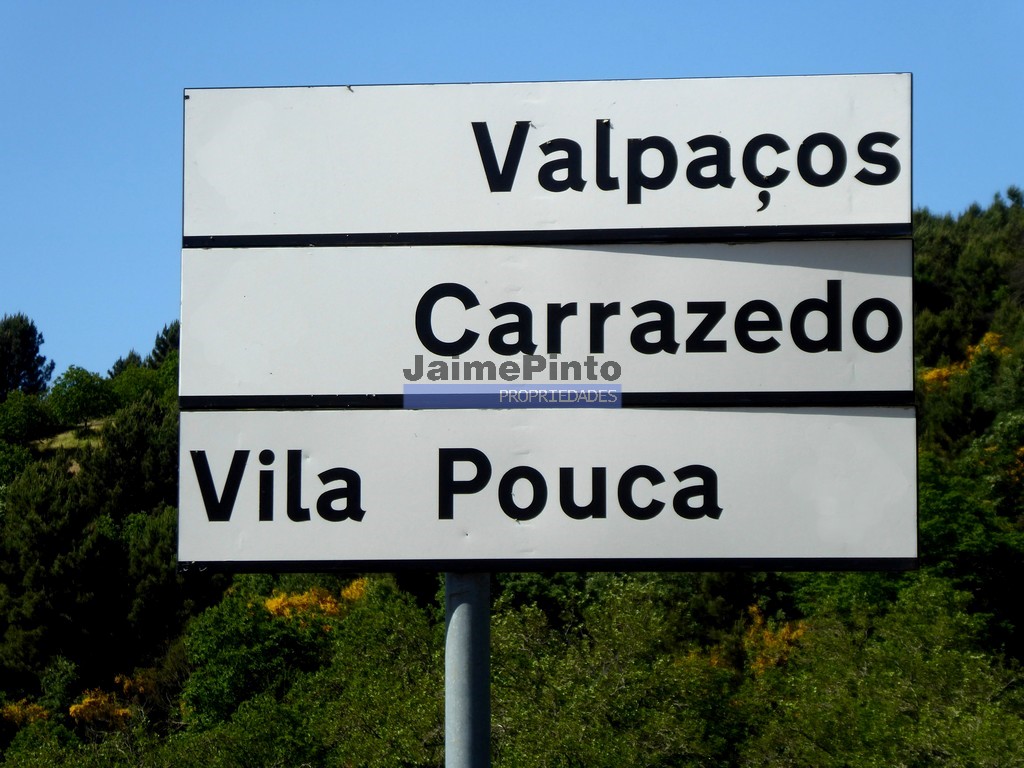 Valpaços
Carrazedo
JaimePinto
PROPRIEDADES
Vila Pouca